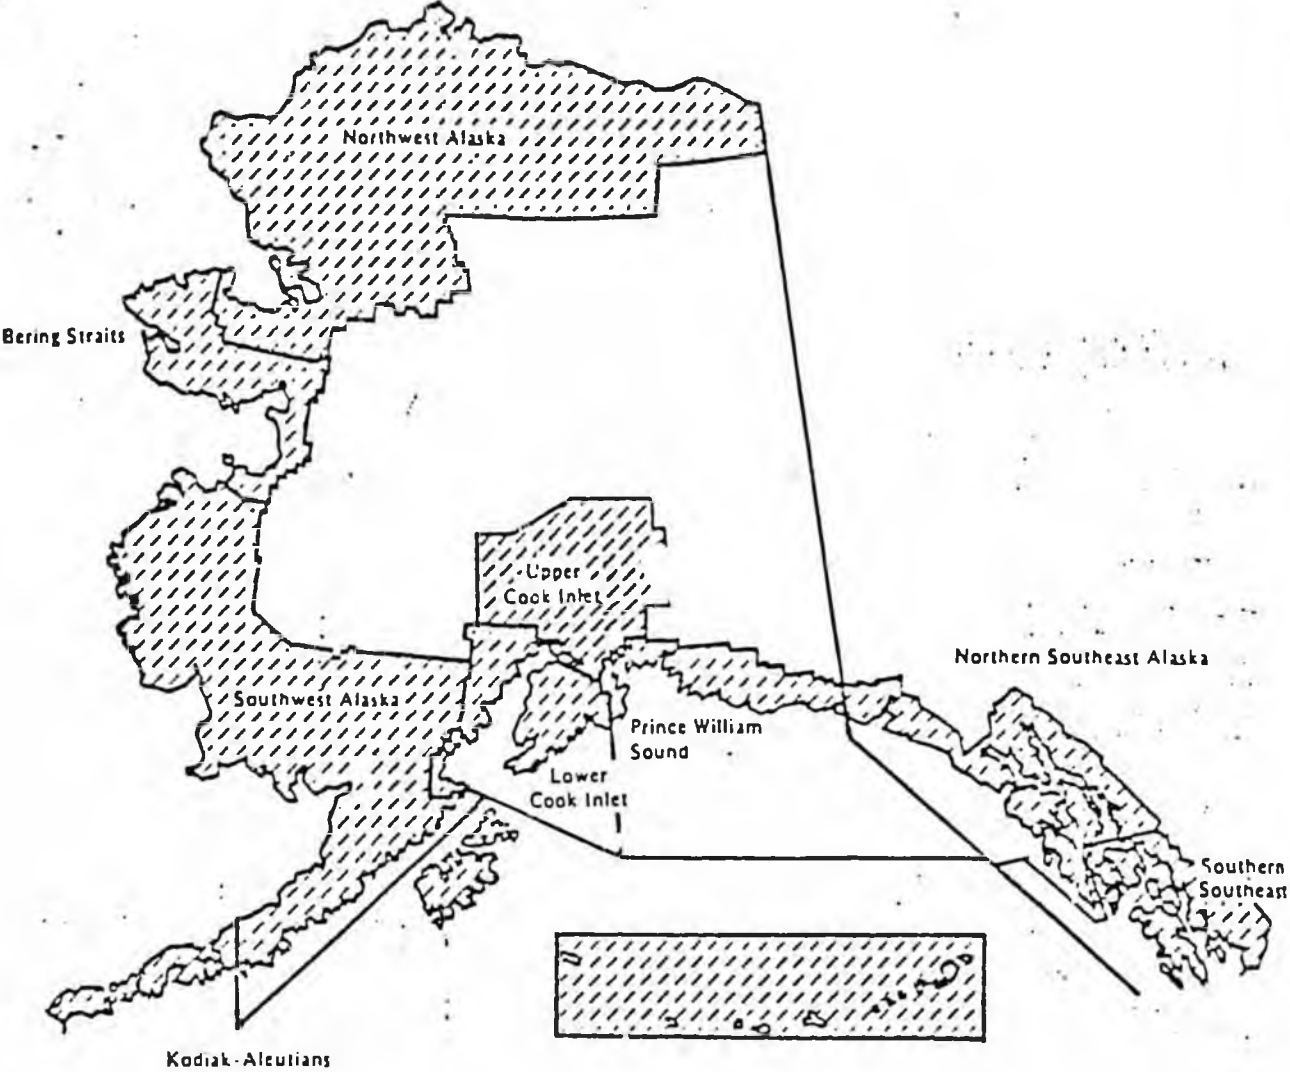 Northwest Alaska
Bering Straits
Upper
Cook Inlet
Northern Southeast Alaska
Southwest Alaska
Prince William
Sound
Lower
Cook Inlet
Southern
Southeast
Kodiak-Aleutians